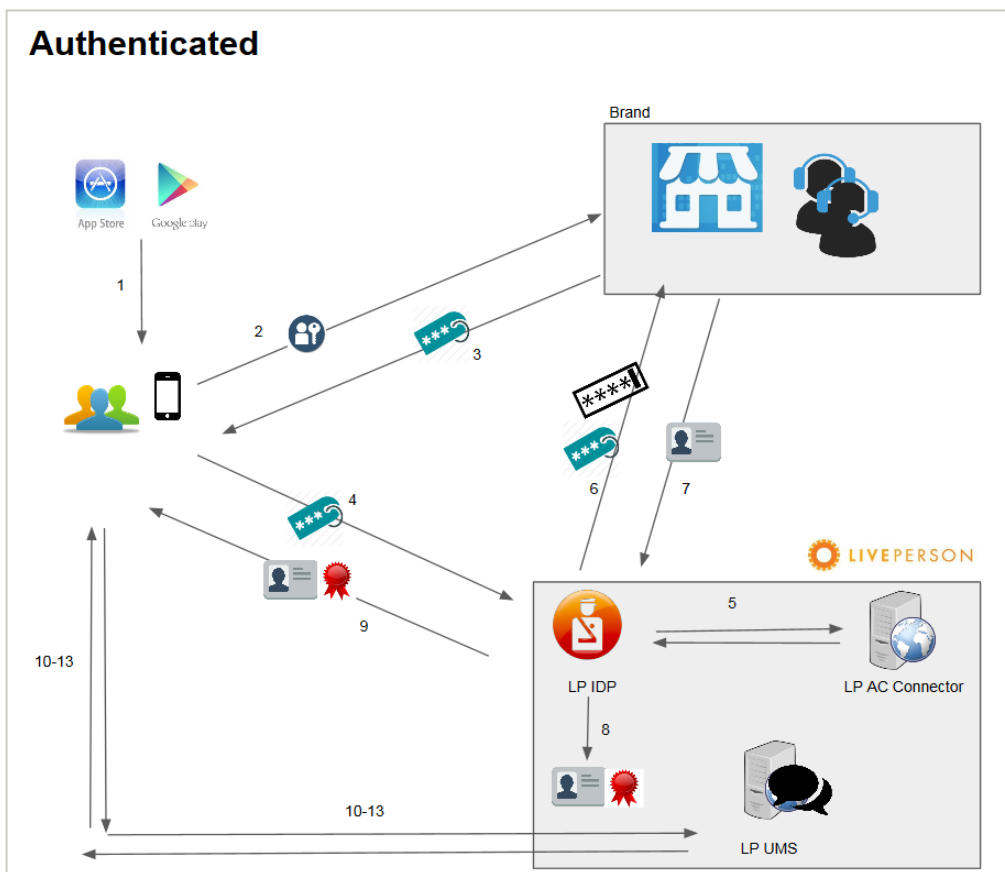 Authenticated
Brand
App Store
Google play
1
2
3
***
****
***
6
7
4
***
LIVEPERSON
5
9
LP IDP
LP AC Connector
10-13
8
10-13
LP UMS